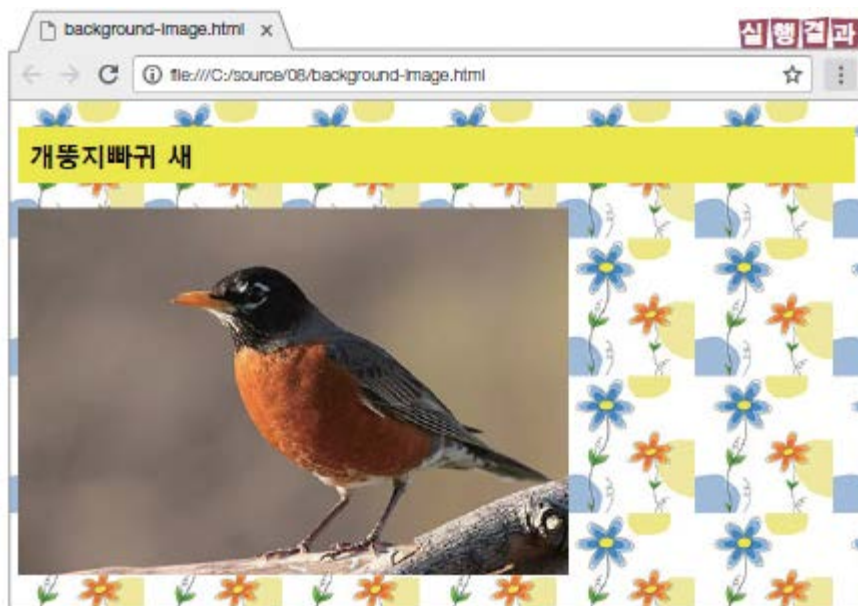 background-image.html x
실행결과
file:///C:/source/08/background-image.html
개똥지빠귀 새